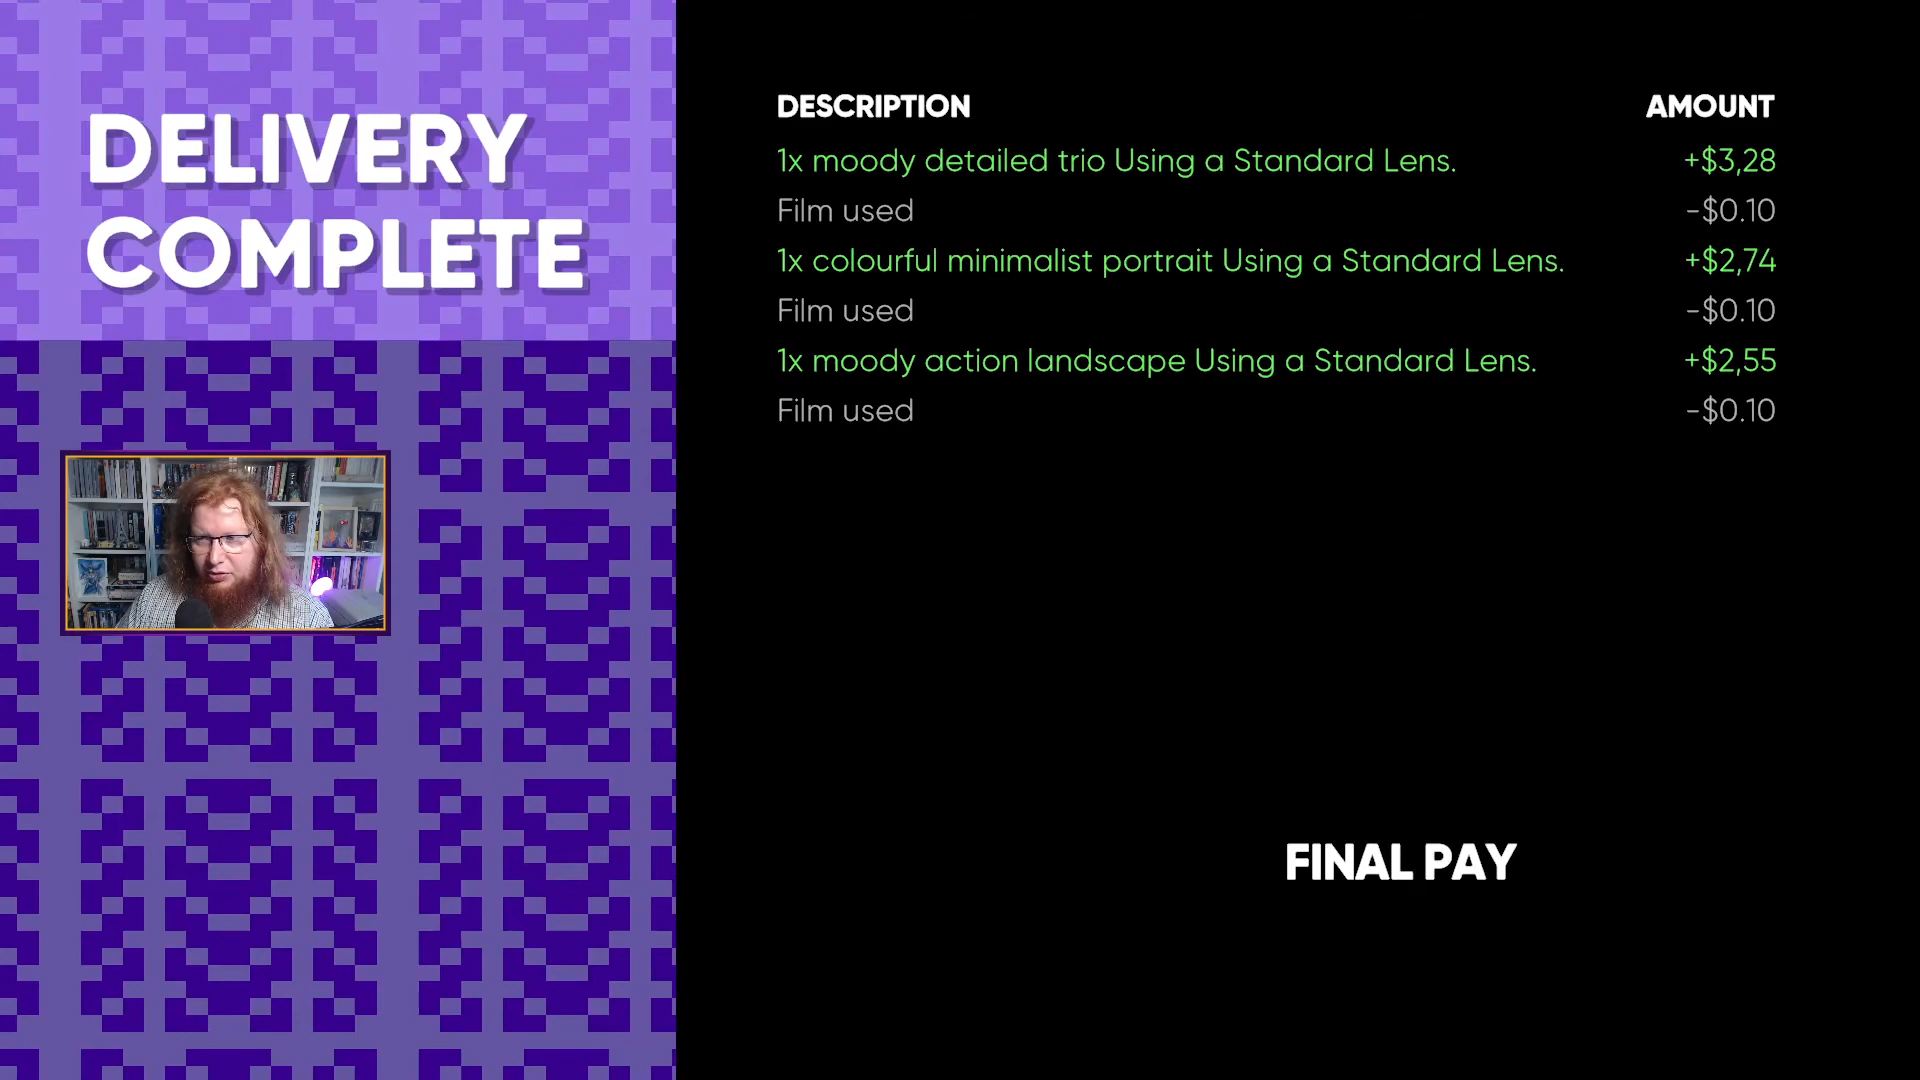 DELIVERY
COMPLETE
DESCRIPTION AMOUNT
1x moody detailed trio Using a Standard Lens. +$3,28
Film used -$0.10
1x colourful minimalist portrait Using a Standard Lens. +$2,74
Film used -$0.10
1x moody action landscape Using a Standard Lens. +$2,55
Film used -$0.10
FINAL PAY